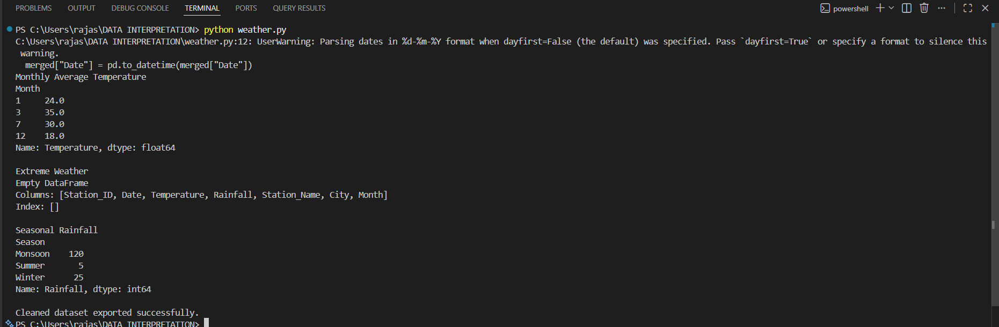 PROBLEMS OUTPUT DEBUG CONSOLE TERMINAL PORTS QUERY RESULTS powershell
PS C:\Users\rajas\DATA INTERPRETATION> python weather.py
C:\Users\rajas\DATA INTERPRETATION\weather.py:12: UserWarning: Parsing dates in %d-%m-%Y format when dayfirst=False (the default) was specified. Pass `dayfirst=True` or specify a format to silence this
 warning.
  merged["Date"] = pd.to_datetime(merged["Date"])
Monthly Average Temperature
Month
1     24.0
3     35.0
7     30.0
12    18.0
Name: Temperature, dtype: float64
Extreme Weather
Empty DataFrame
Columns: [Station_ID, Date, Temperature, Rainfall, Station_Name, City, Month]
Index: []
Seasonal Rainfall
Season
Monsoon    120
Summer       5
Winter      25
Name: Rainfall, dtype: int64
Cleaned dataset exported successfully.
PS C:\Users\rajas\DATA INTERPRETATION>